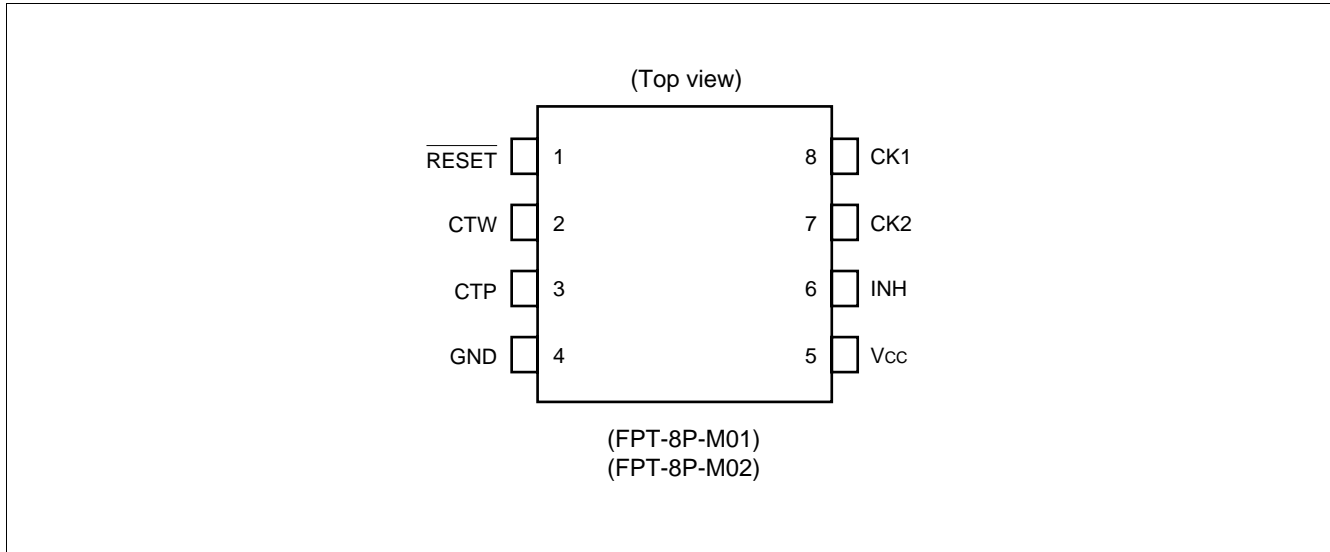 (Top view)
RESET 1 8 CK1
CTW 2 7 CK2
CTP 3 6 INH
GND 4 5 VCC
(FPT-8P-M01)
(FPT-8P-M02)